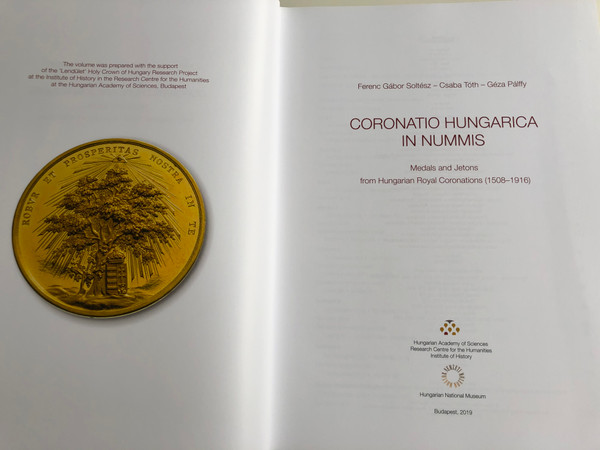 The volume was prepared with the support
of the 'Lendület' Holy Crown of Hungary Research Project
at the Institute of History in the Research Centre for the Humanities
at the Hungarian Academy of Sciences, Budapest
ROBVR ET PROSPERITAS NOSTRA IN TE
Ferenc Gábor Soltész – Csaba Tóth – Géza Pálffy
CORONATIO HUNGARICA
IN NUMMIS
Medals and Jetons
from Hungarian Royal Coronations (1508–1916)
Hungarian Academy of Sciences
Research Centre for the Humanities
Institute of History
Hungarian National Museum
Budapest, 2019